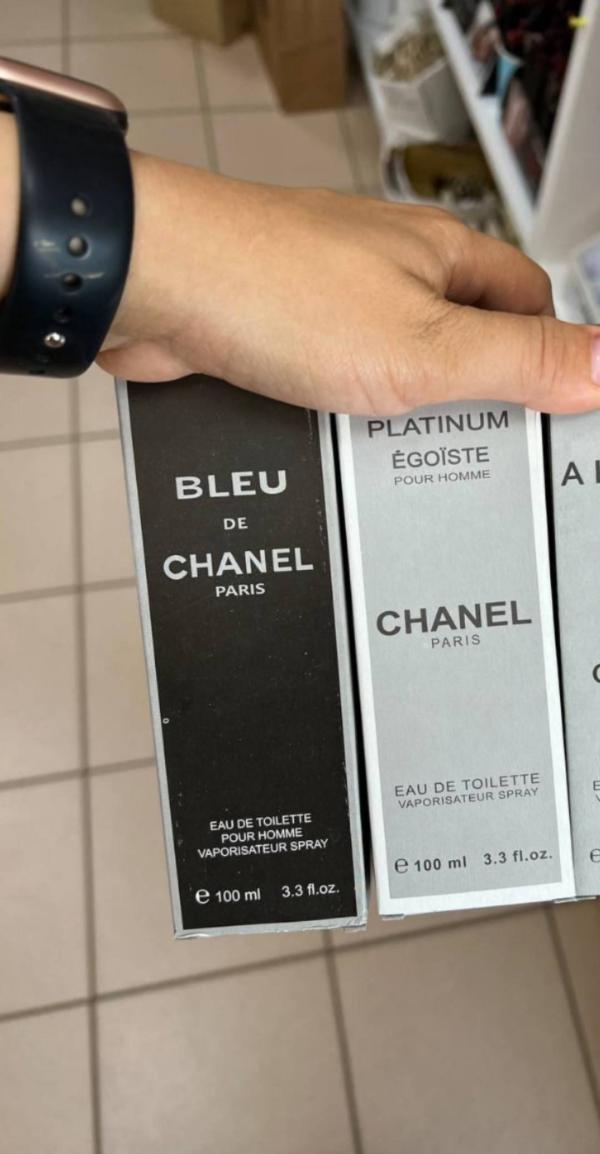 BLEU
DE
CHANEL
PARIS
EAU DE TOILETTE
POUR HOMME
VAPORISATEUR SPRAY
e 100 ml 3.3 fl.oz.
PLATINUM
ÉGOÏSTE
POUR HOMME
CHANEL
PARIS
EAU DE TOILETTE
VAPORISATEUR SPRAY
e 100 ml 3.3 fl.oz.
A